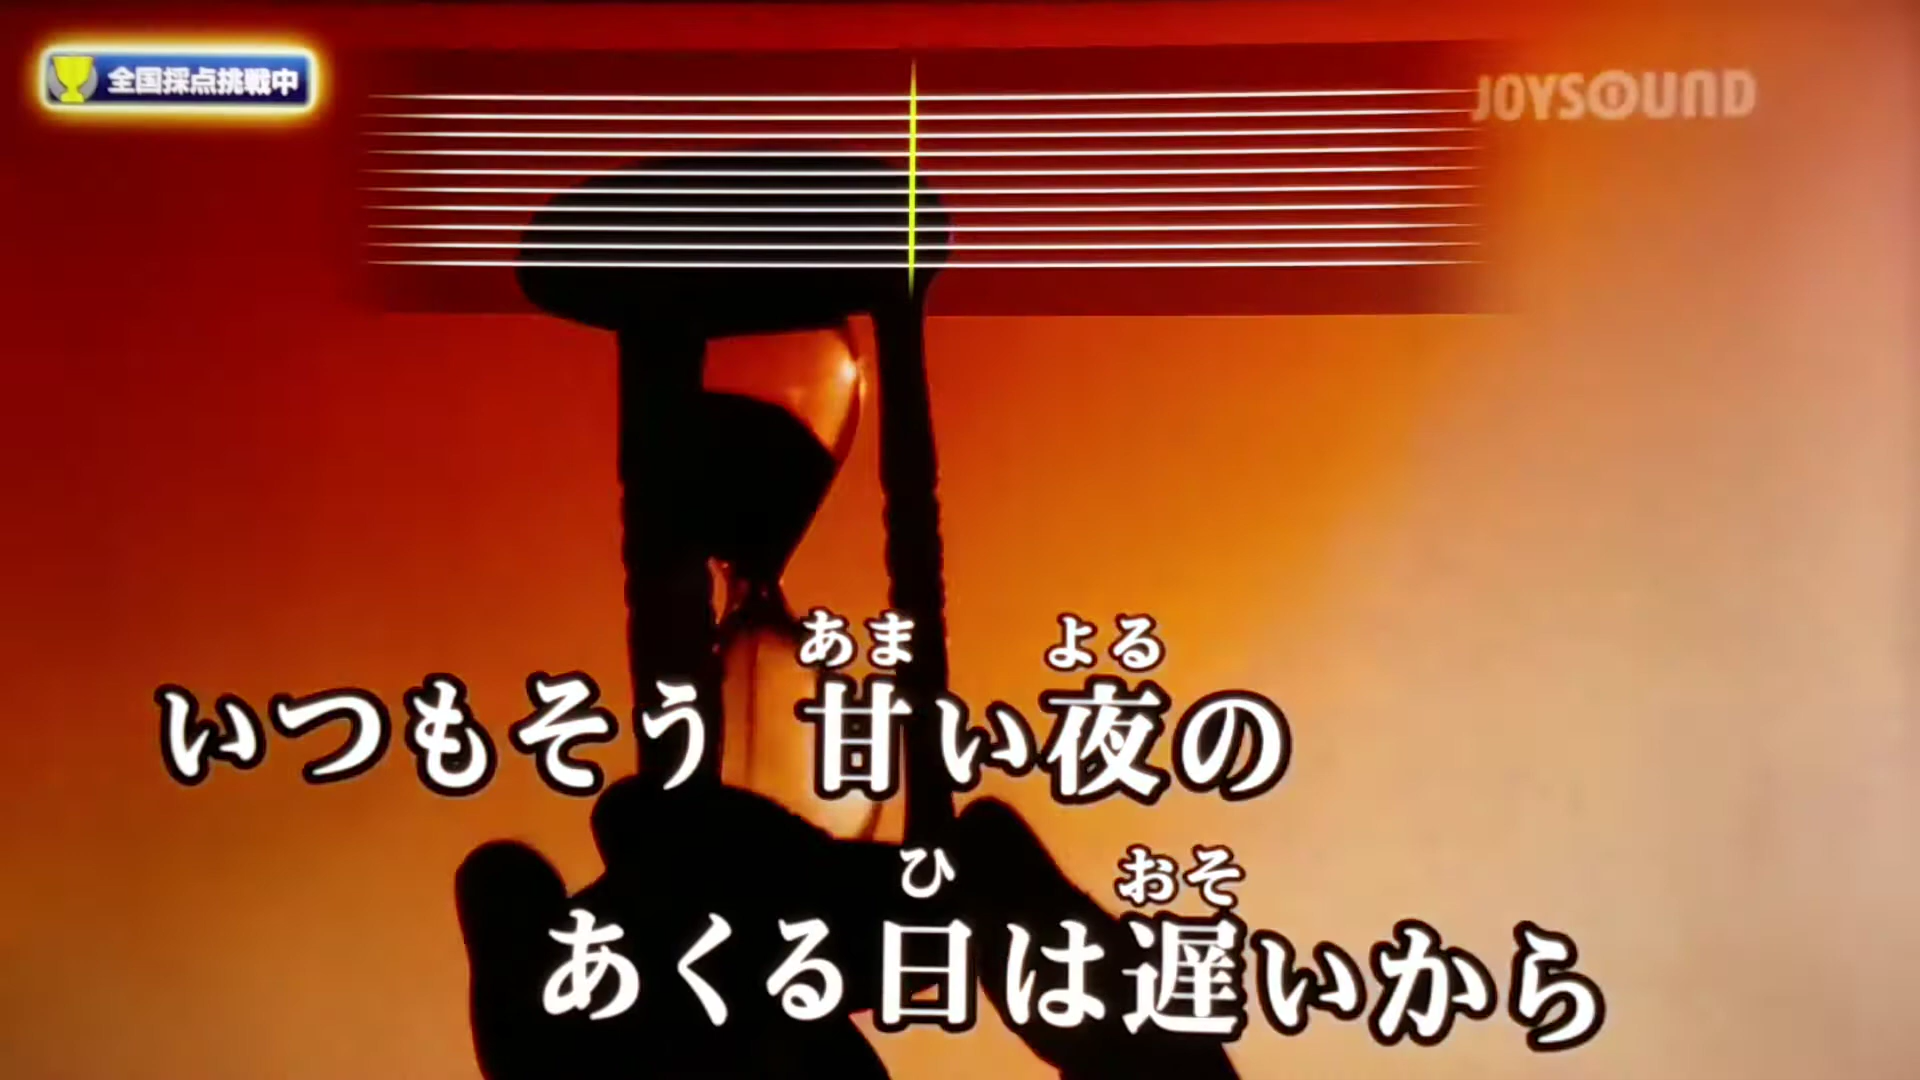 全国採点挑戦中
JOYSOUND
あま よる
いつもそう 甘い夜の
ひ おそ
あくる日は遅いから